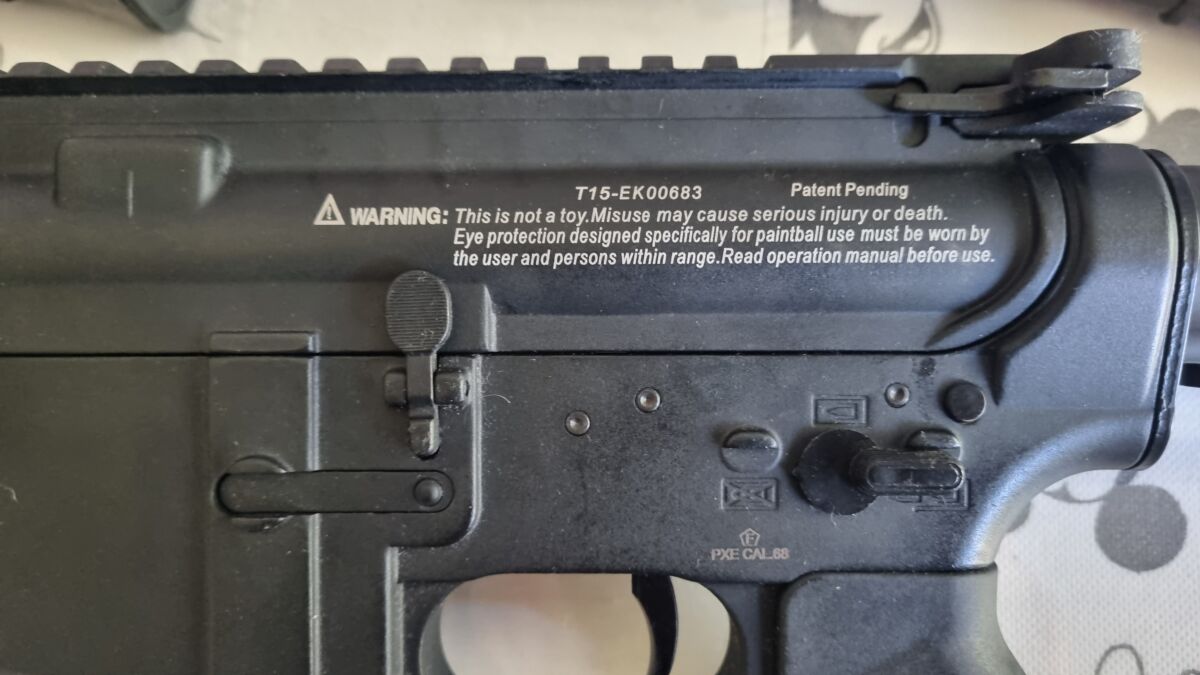 T15-EK00683 Patent Pending
WARNING: This is not a toy.Misuse may cause serious injury or death.
Eye protection designed specifically for paintball use must be worn by
the user and persons within range.Read operation manual before use.
F
PXE CAL.68